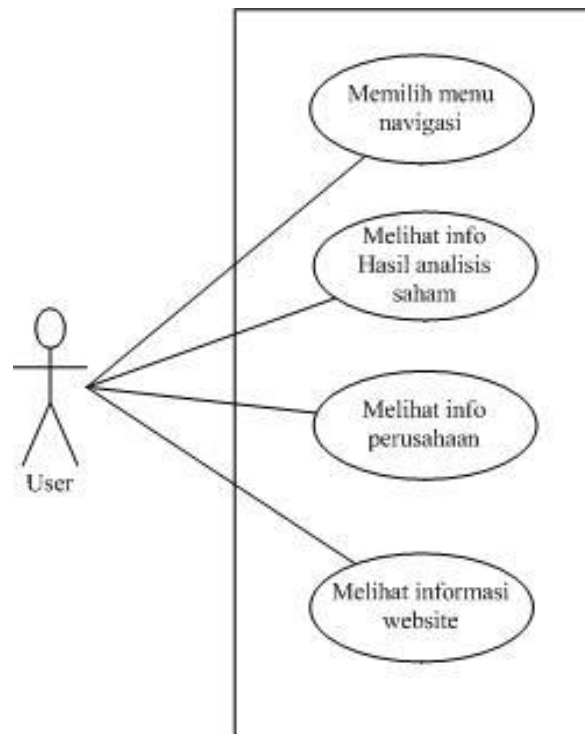 Memilih menu
navigasi
Melihat info
Hasil analisis
saham
Melihat info
perusahaan
User
Melihat informasi
website